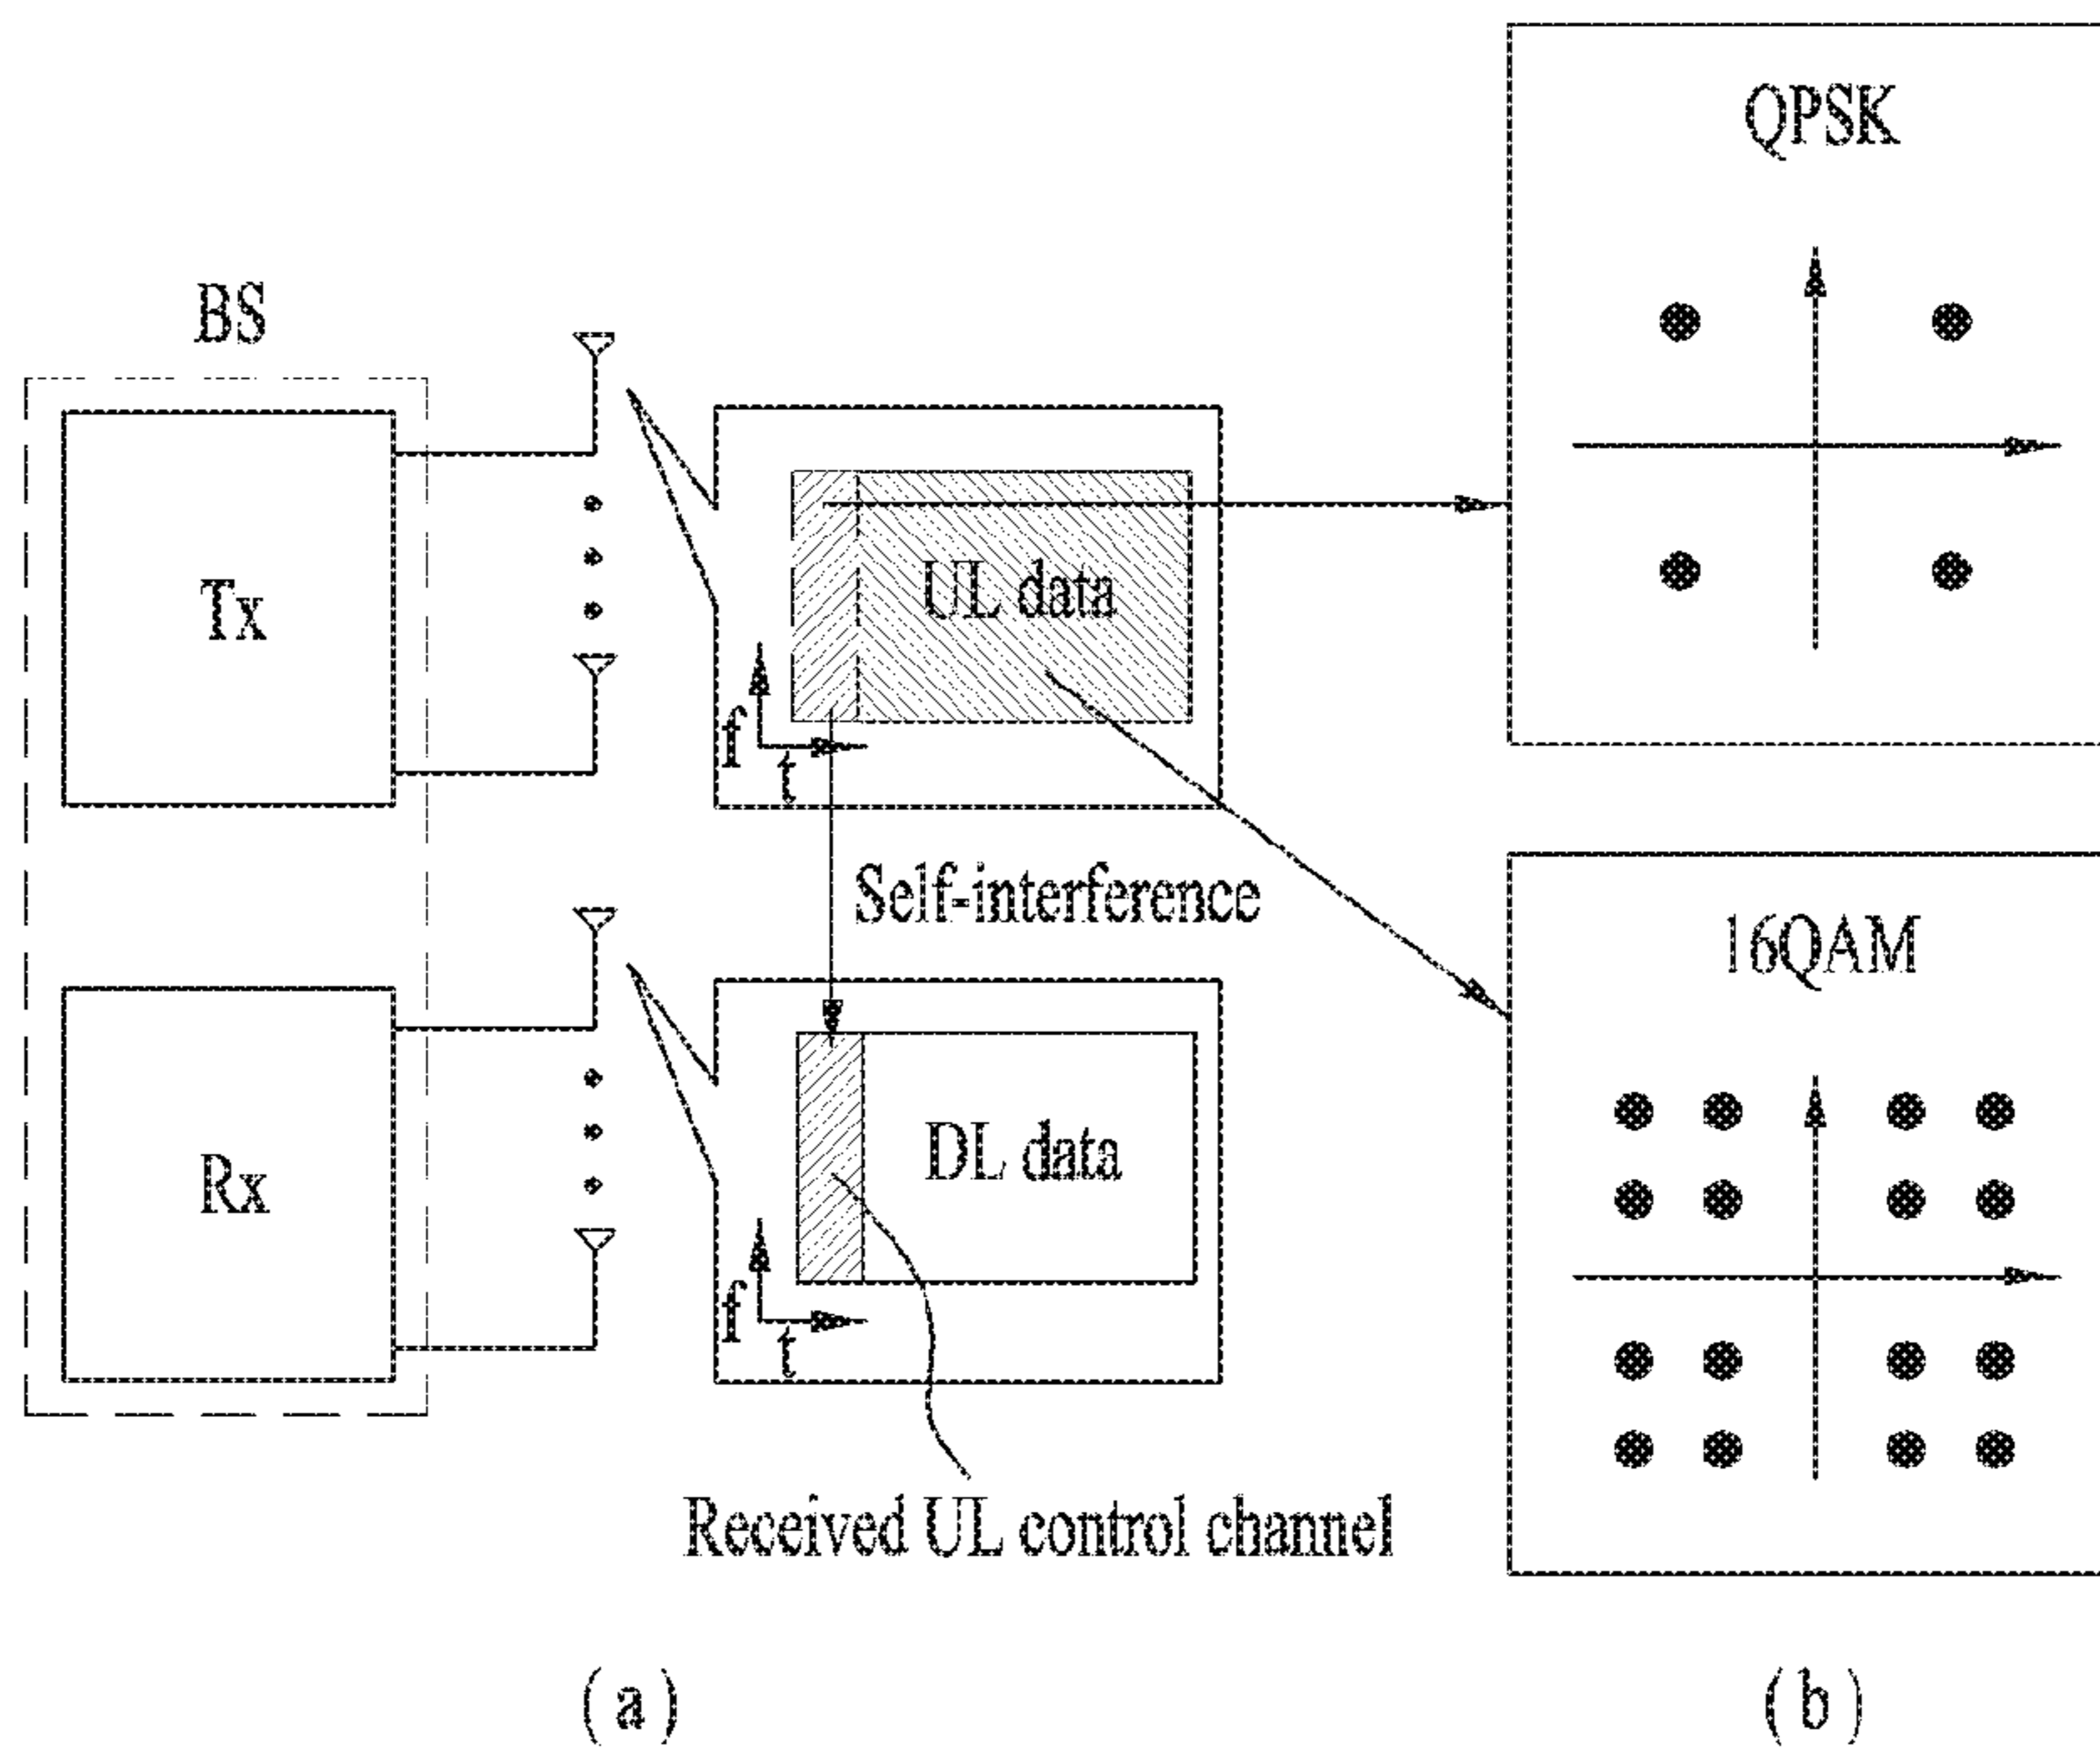 QPSK
BS
Tx
UL data
f
t
Self-interference
16QAM
Rx
DL data
f
t
Received UL control channel
(a)
(b)